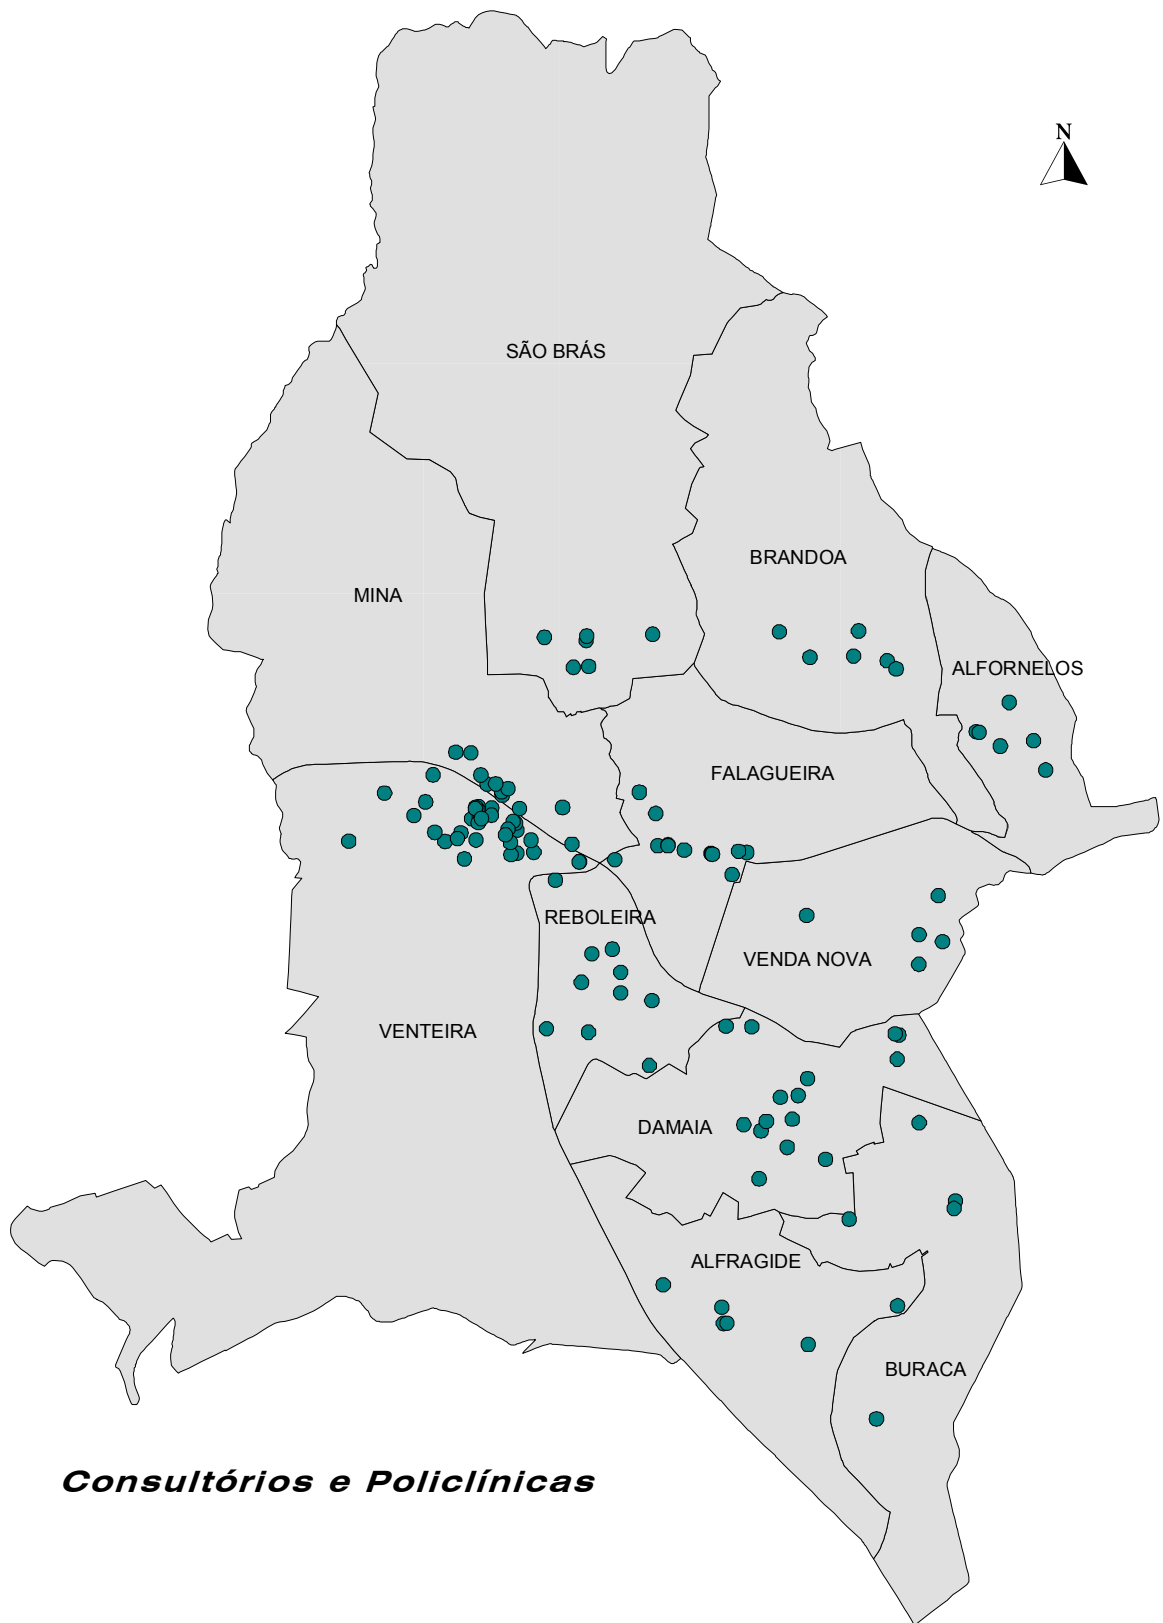 N
SÃO BRÁS
BRANDOA
MINA
ALFORNELOS
FALAGUEIRA
REBOLEIRA
VENDA NOVA
VENTEIRA
DAMAIA
ALFRAGIDE
BURACA
Consultórios e Policlínicas